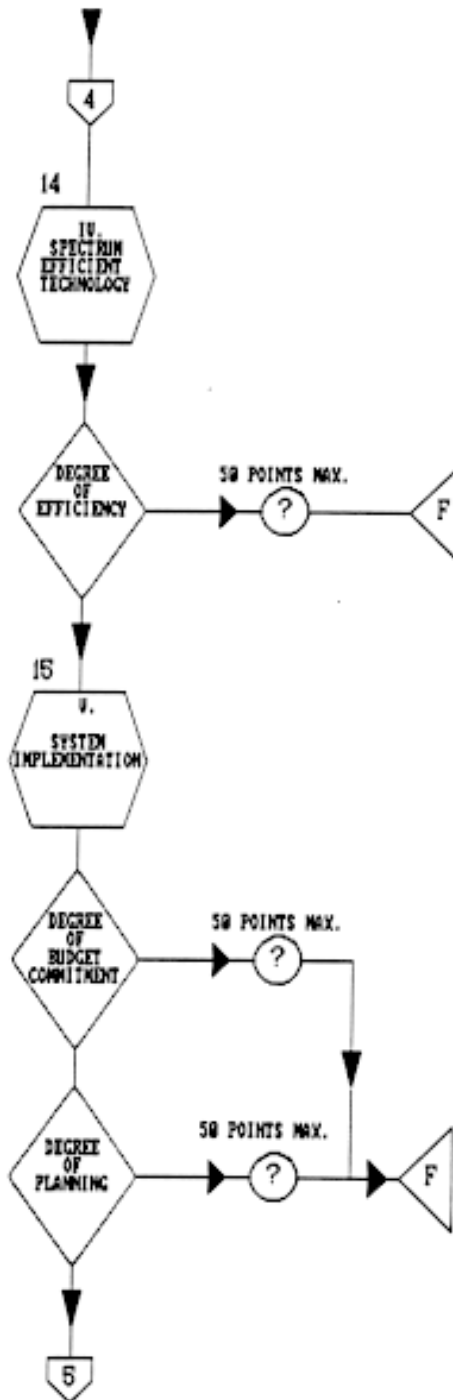 4
14
IV.
SPECTRUM
EFFICIENT
TECHNOLOGY
DEGREE
OF
EFFICIENCY
50 POINTS MAX.
?
F
15
V.
SYSTEM
IMPLEMENTATION
DEGREE
OF
BUDGET
COMMITMENT
50 POINTS MAX.
?
DEGREE
OF
PLANNING
50 POINTS MAX.
?
F
5